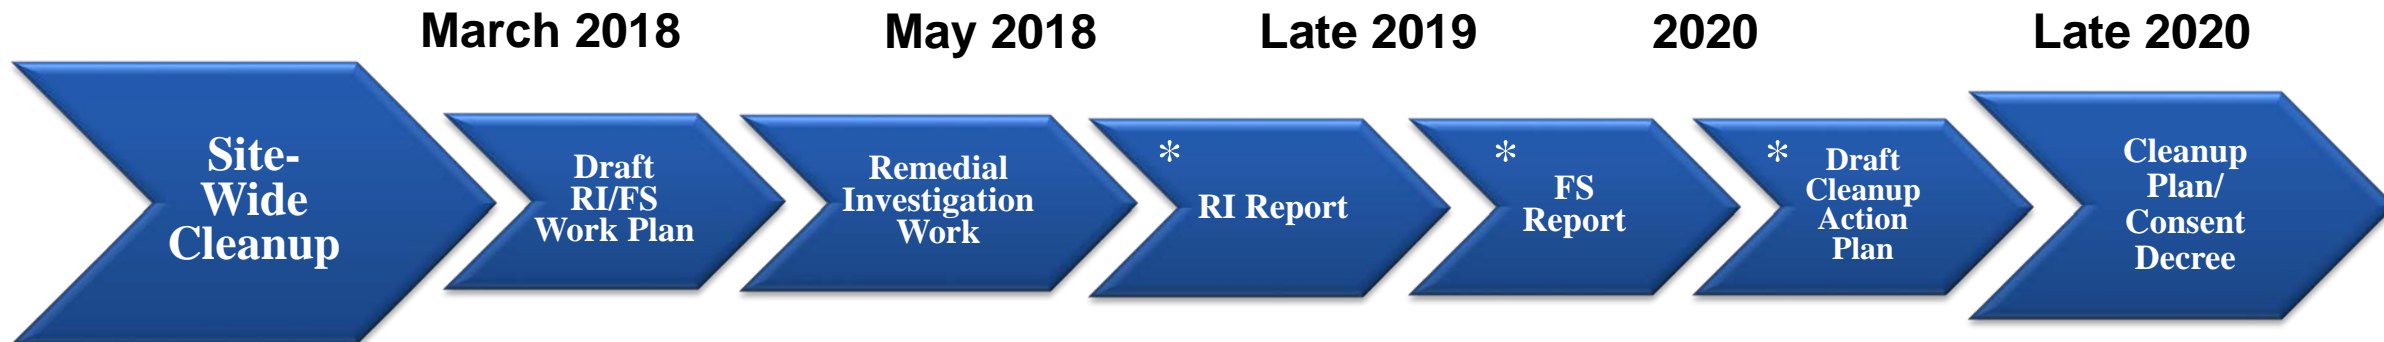 March 2018 May 2018 Late 2019 2020 Late 2020
Site-
Wide
Cleanup
Draft
RI/FS
Work Plan
Remedial
Investigation
Work
*
RI Report
*
FS
Report
*
Draft
Cleanup
Action
Plan
Cleanup
Plan/
Consent
Decree